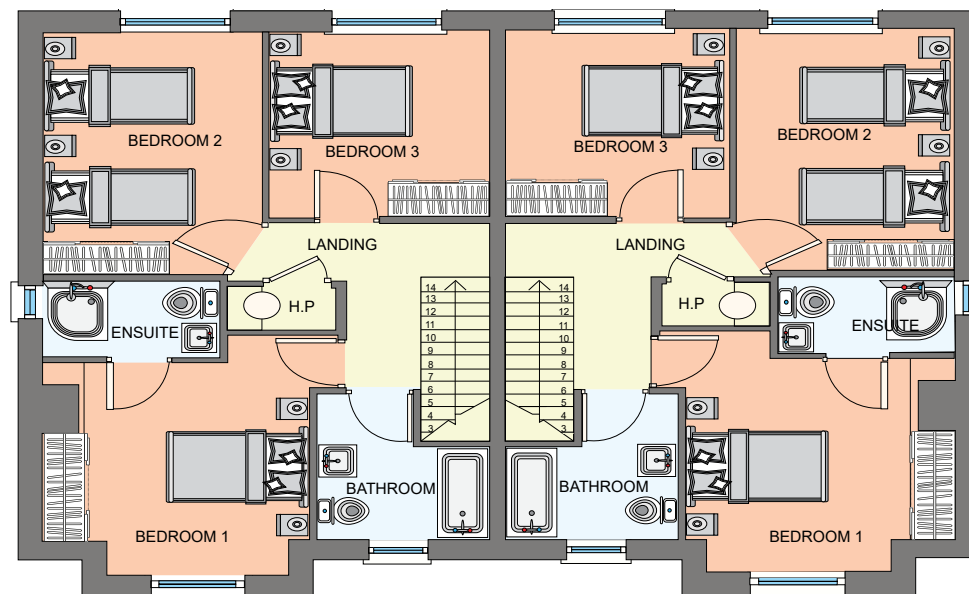 BEDROOM 2
BEDROOM 3
BEDROOM 3
BEDROOM 2
LANDING
LANDING
H.P
H.P
ENSUITE
ENSUITE
14
13
12
11
10
9
8
7
6
5
4
3
14
13
12
11
10
9
8
7
6
5
4
3
BATHROOM
BATHROOM
BEDROOM 1
BEDROOM 1